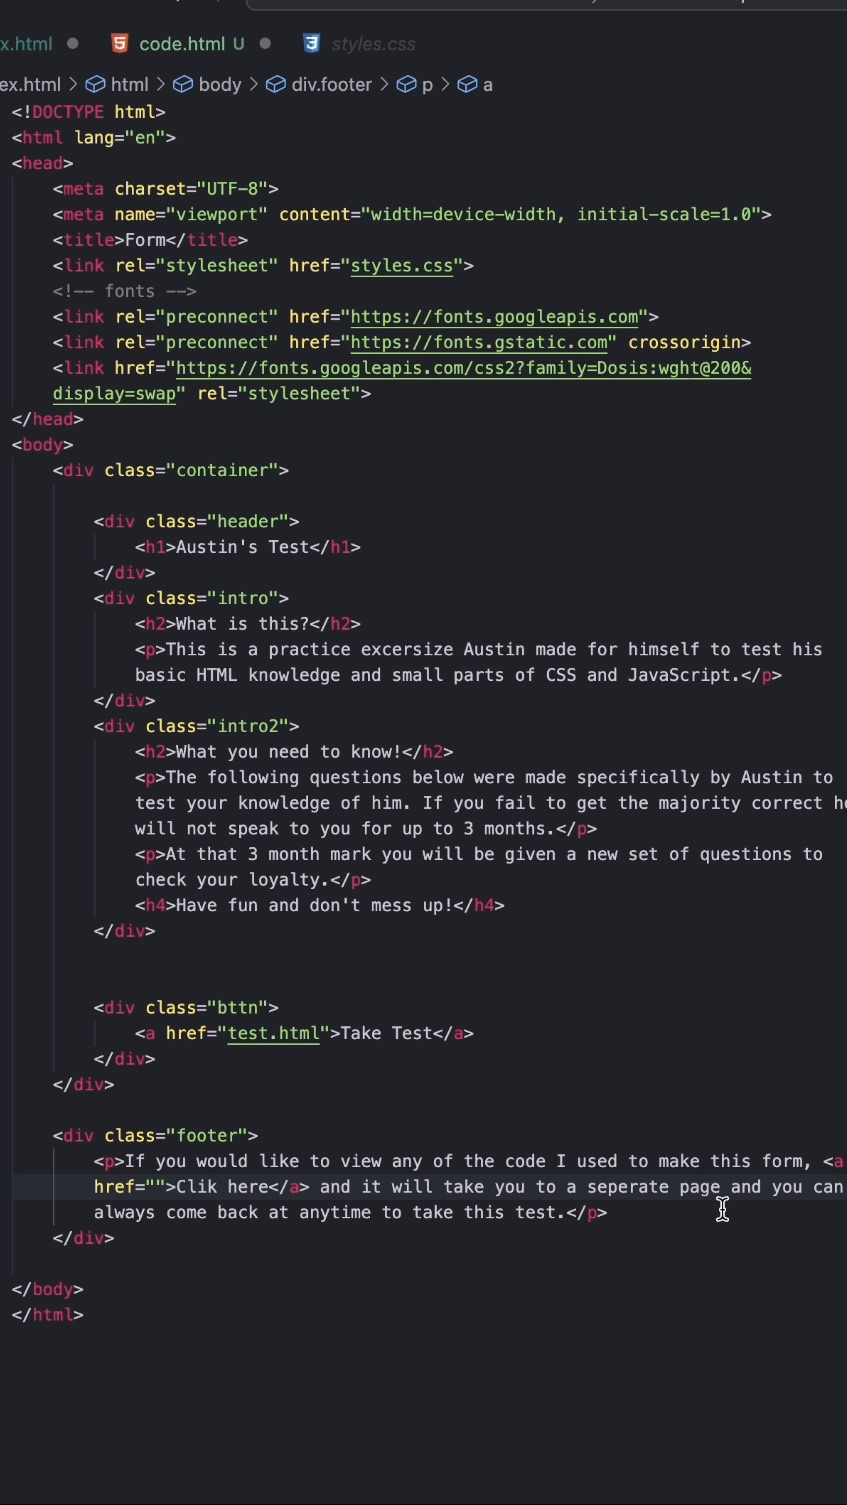 x.html code.html U styles.css
ex.html > html > body > div.footer > p > a
<!DOCTYPE html>
<html lang="en">
<head>
<meta charset="UTF-8">
<meta name="viewport" content="width=device-width, initial-scale=1.0">
<title>Form</title>
<link rel="stylesheet" href="styles.css">
<!-- fonts -->
<link rel="preconnect" href="https://fonts.googleapis.com">
<link rel="preconnect" href="https://fonts.gstatic.com" crossorigin>
<link href="https://fonts.googleapis.com/css2?family=Dosis:wght@200&
display=swap" rel="stylesheet">
</head>
<body>
<div class="container">
<div class="header">
<h1>Austin's Test</h1>
</div>
<div class="intro">
<h2>What is this?</h2>
<p>This is a practice excersize Austin made for himself to test his
basic HTML knowledge and small parts of CSS and JavaScript.</p>
</div>
<div class="intro2">
<h2>What you need to know!</h2>
<p>The following questions below were made specifically by Austin to
test your knowledge of him. If you fail to get the majority correct he
will not speak to you for up to 3 months.</p>
<p>At that 3 month mark you will be given a new set of questions to
check your loyalty.</p>
<h4>Have fun and don't mess up!</h4>
</div>
<div class="bttn">
<a href="test.html">Take Test</a>
</div>
</div>
<div class="footer">
<p>If you would like to view any of the code I used to make this form, <a
href="">Clik here</a> and it will take you to a seperate page and you can
always come back at anytime to take this test.</p>
</div>
</body>
</html>